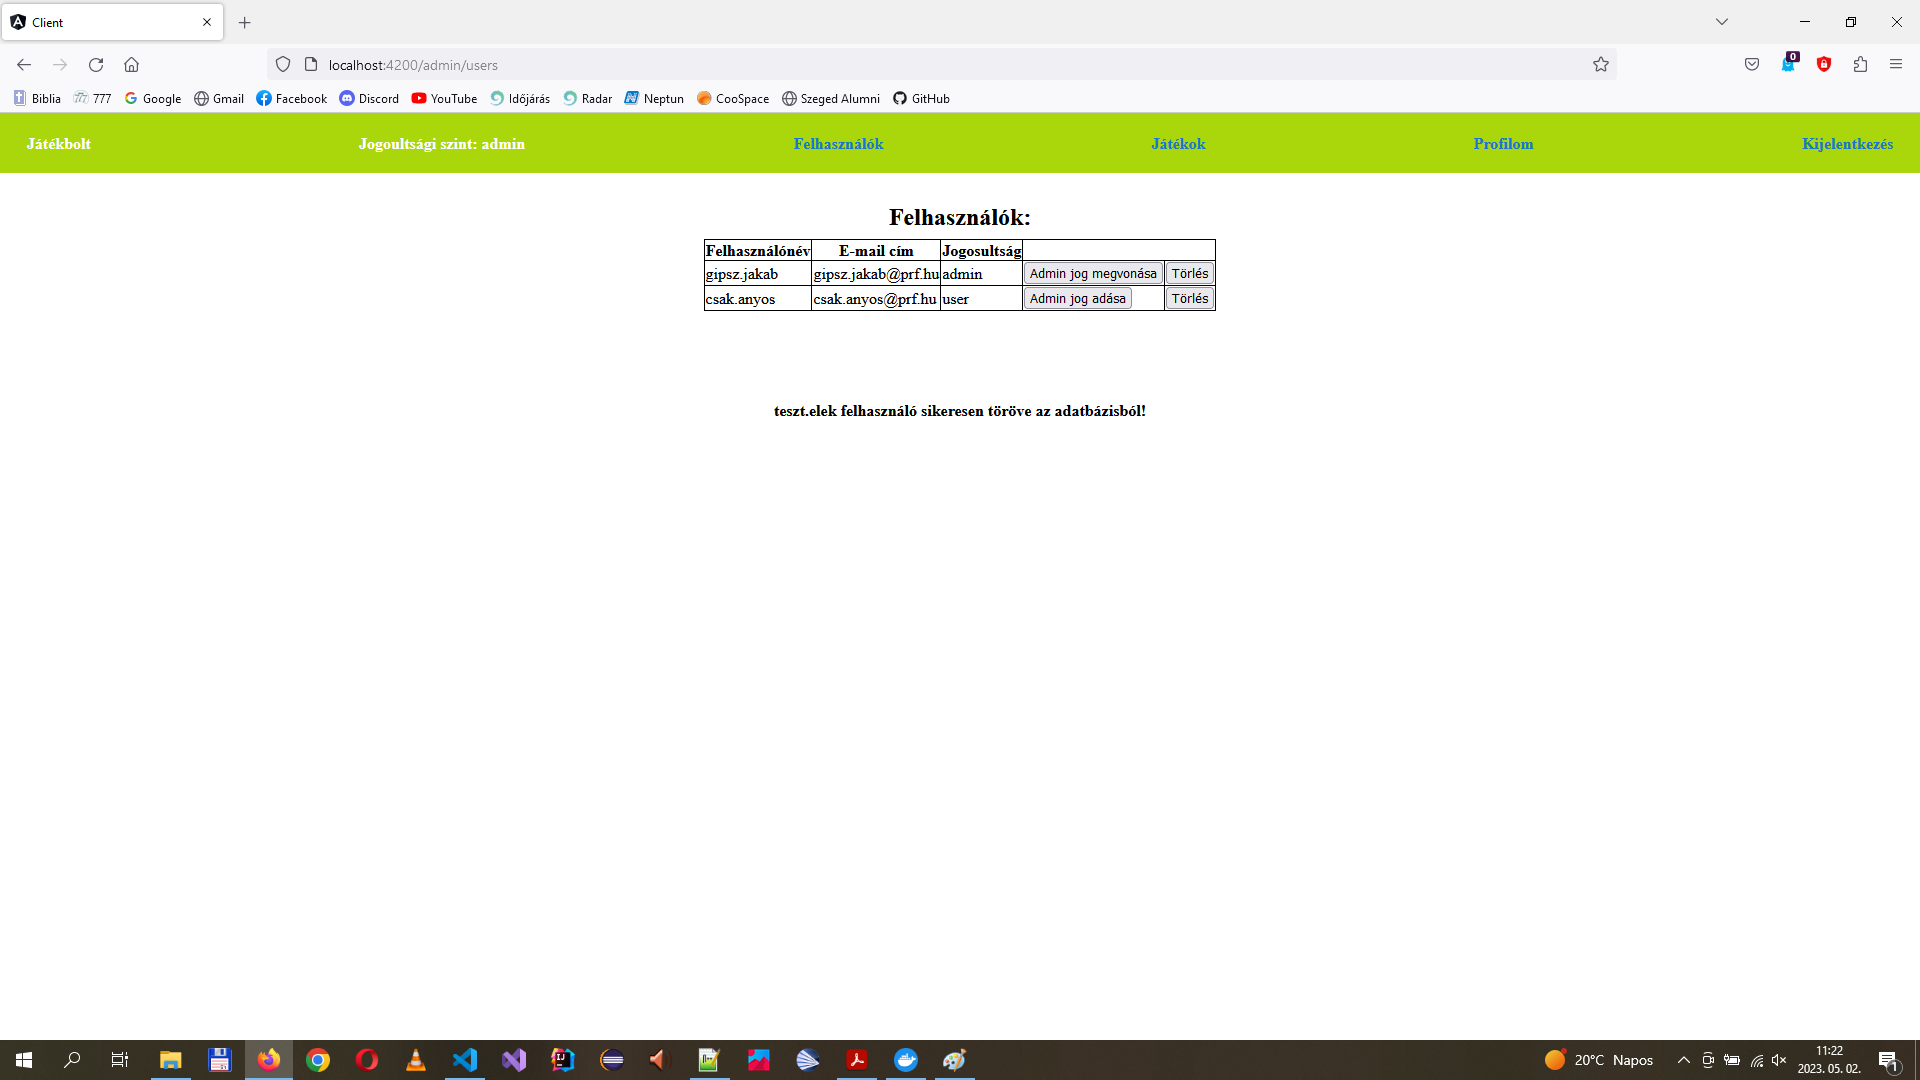 Client
localhost:4200/admin/users
0
Biblia 777 Google Gmail Facebook Discord YouTube Időjárás Radar Neptun CooSpace Szeged Alumni GitHub
Játékbolt Jogoultsági szint: admin Felhasználók Játékok Profilom Kijelentkezés
Felhasználók:
Felhasználónév E-mail cím Jogosultság
gipsz.jakab gipsz.jakab@prf.hu admin Admin jog megvonása Törlés
csak.anyos csak.anyos@prf.hu user Admin jog adása Törlés
teszt.elek felhasználó sikeresen töröve az adatbázisból!
20°C Napos
11:22
2023. 05. 02.
1